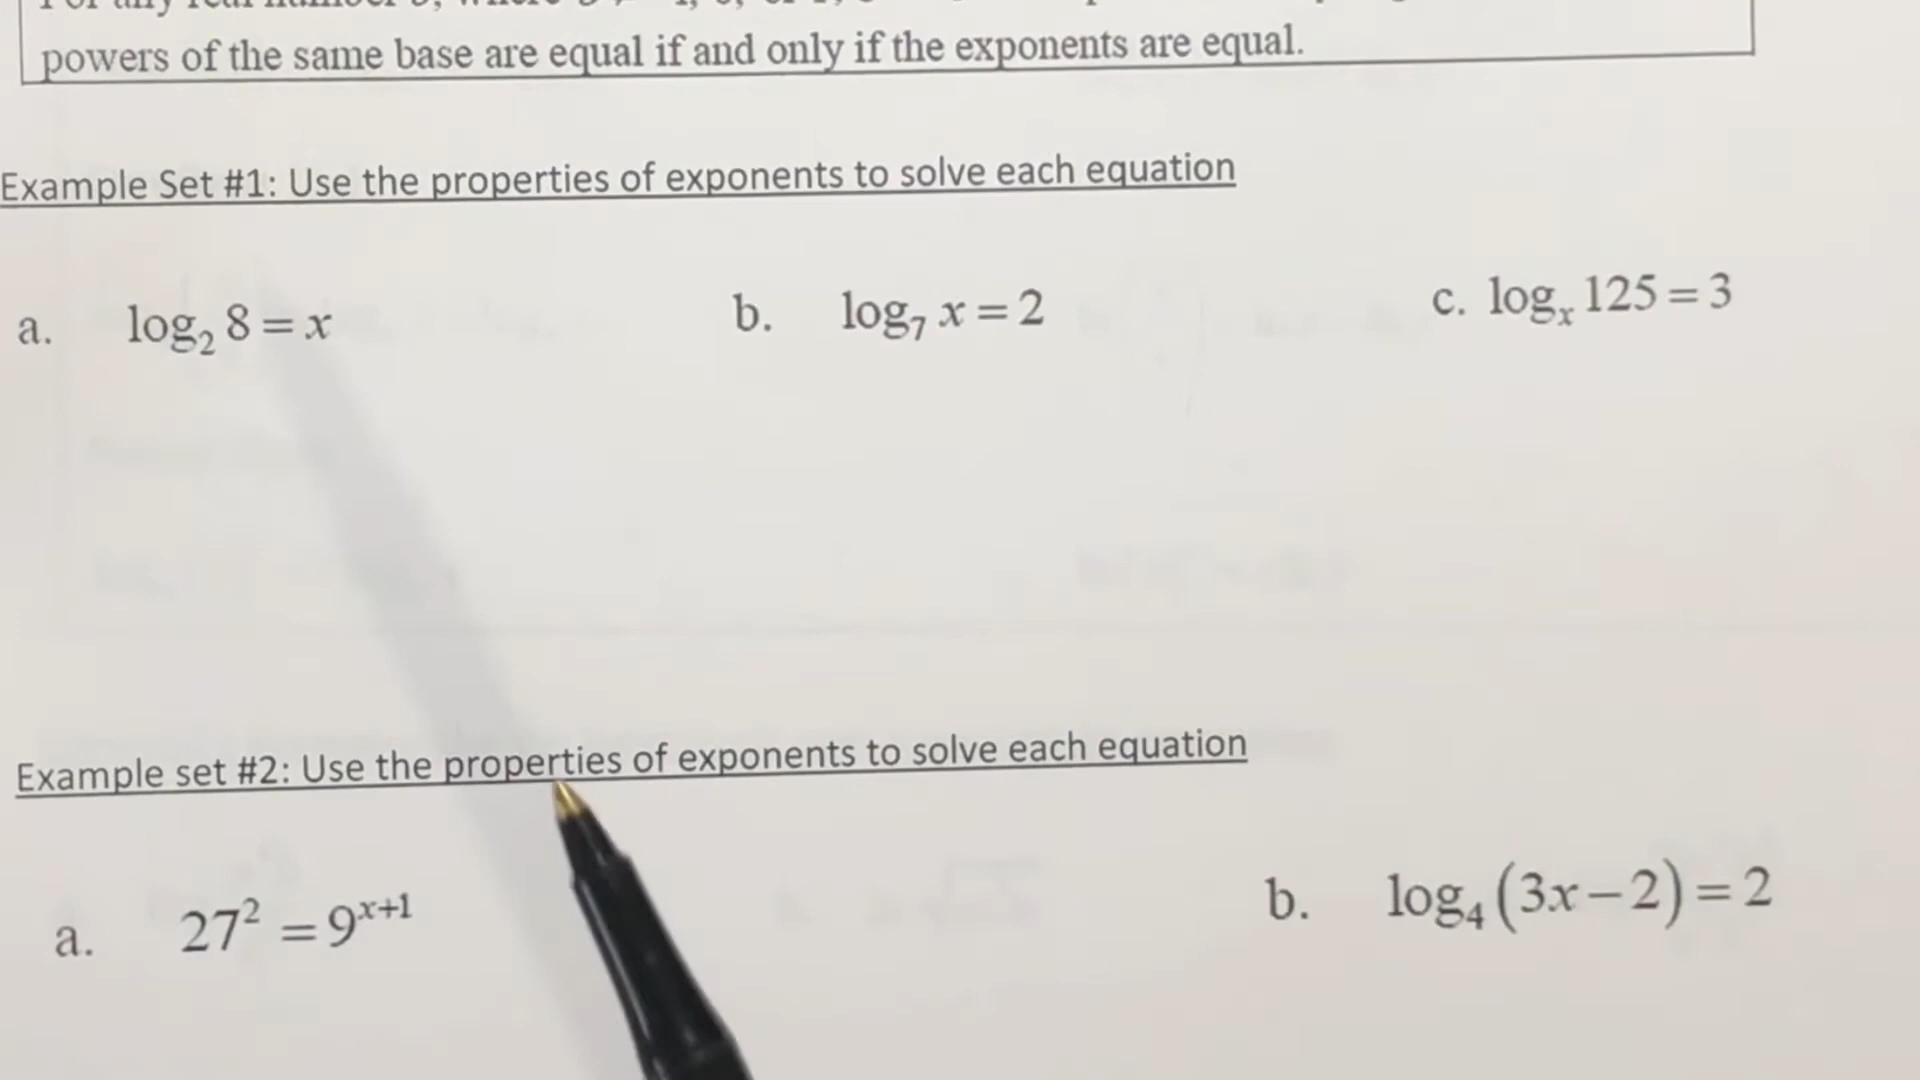 powers of the same base are equal if and only if the exponents are equal.
Example Set #1: Use the properties of exponents to solve each equation
a. log₂ 8 = x b. log₇ x = 2 c. logₓ 125 = 3
Example set #2: Use the properties of exponents to solve each equation
a. 27² = 9ˣ⁺¹ b. log₄ (3x − 2) = 2